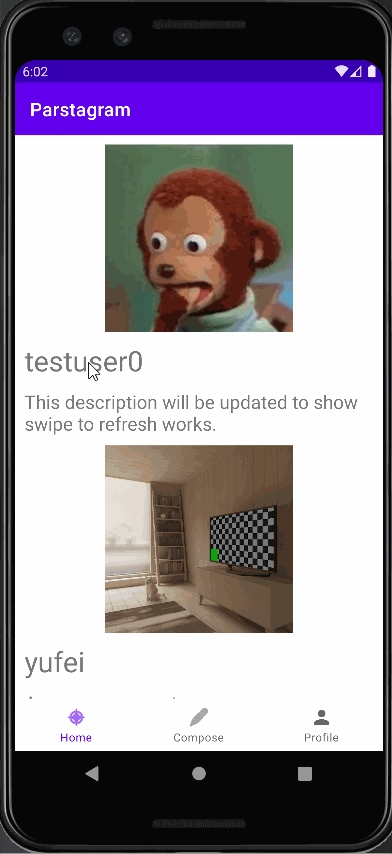 6:02
Parstagram
testuser0
This description will be updated to show
swipe to refresh works.
yufei
Home
Compose
Profile